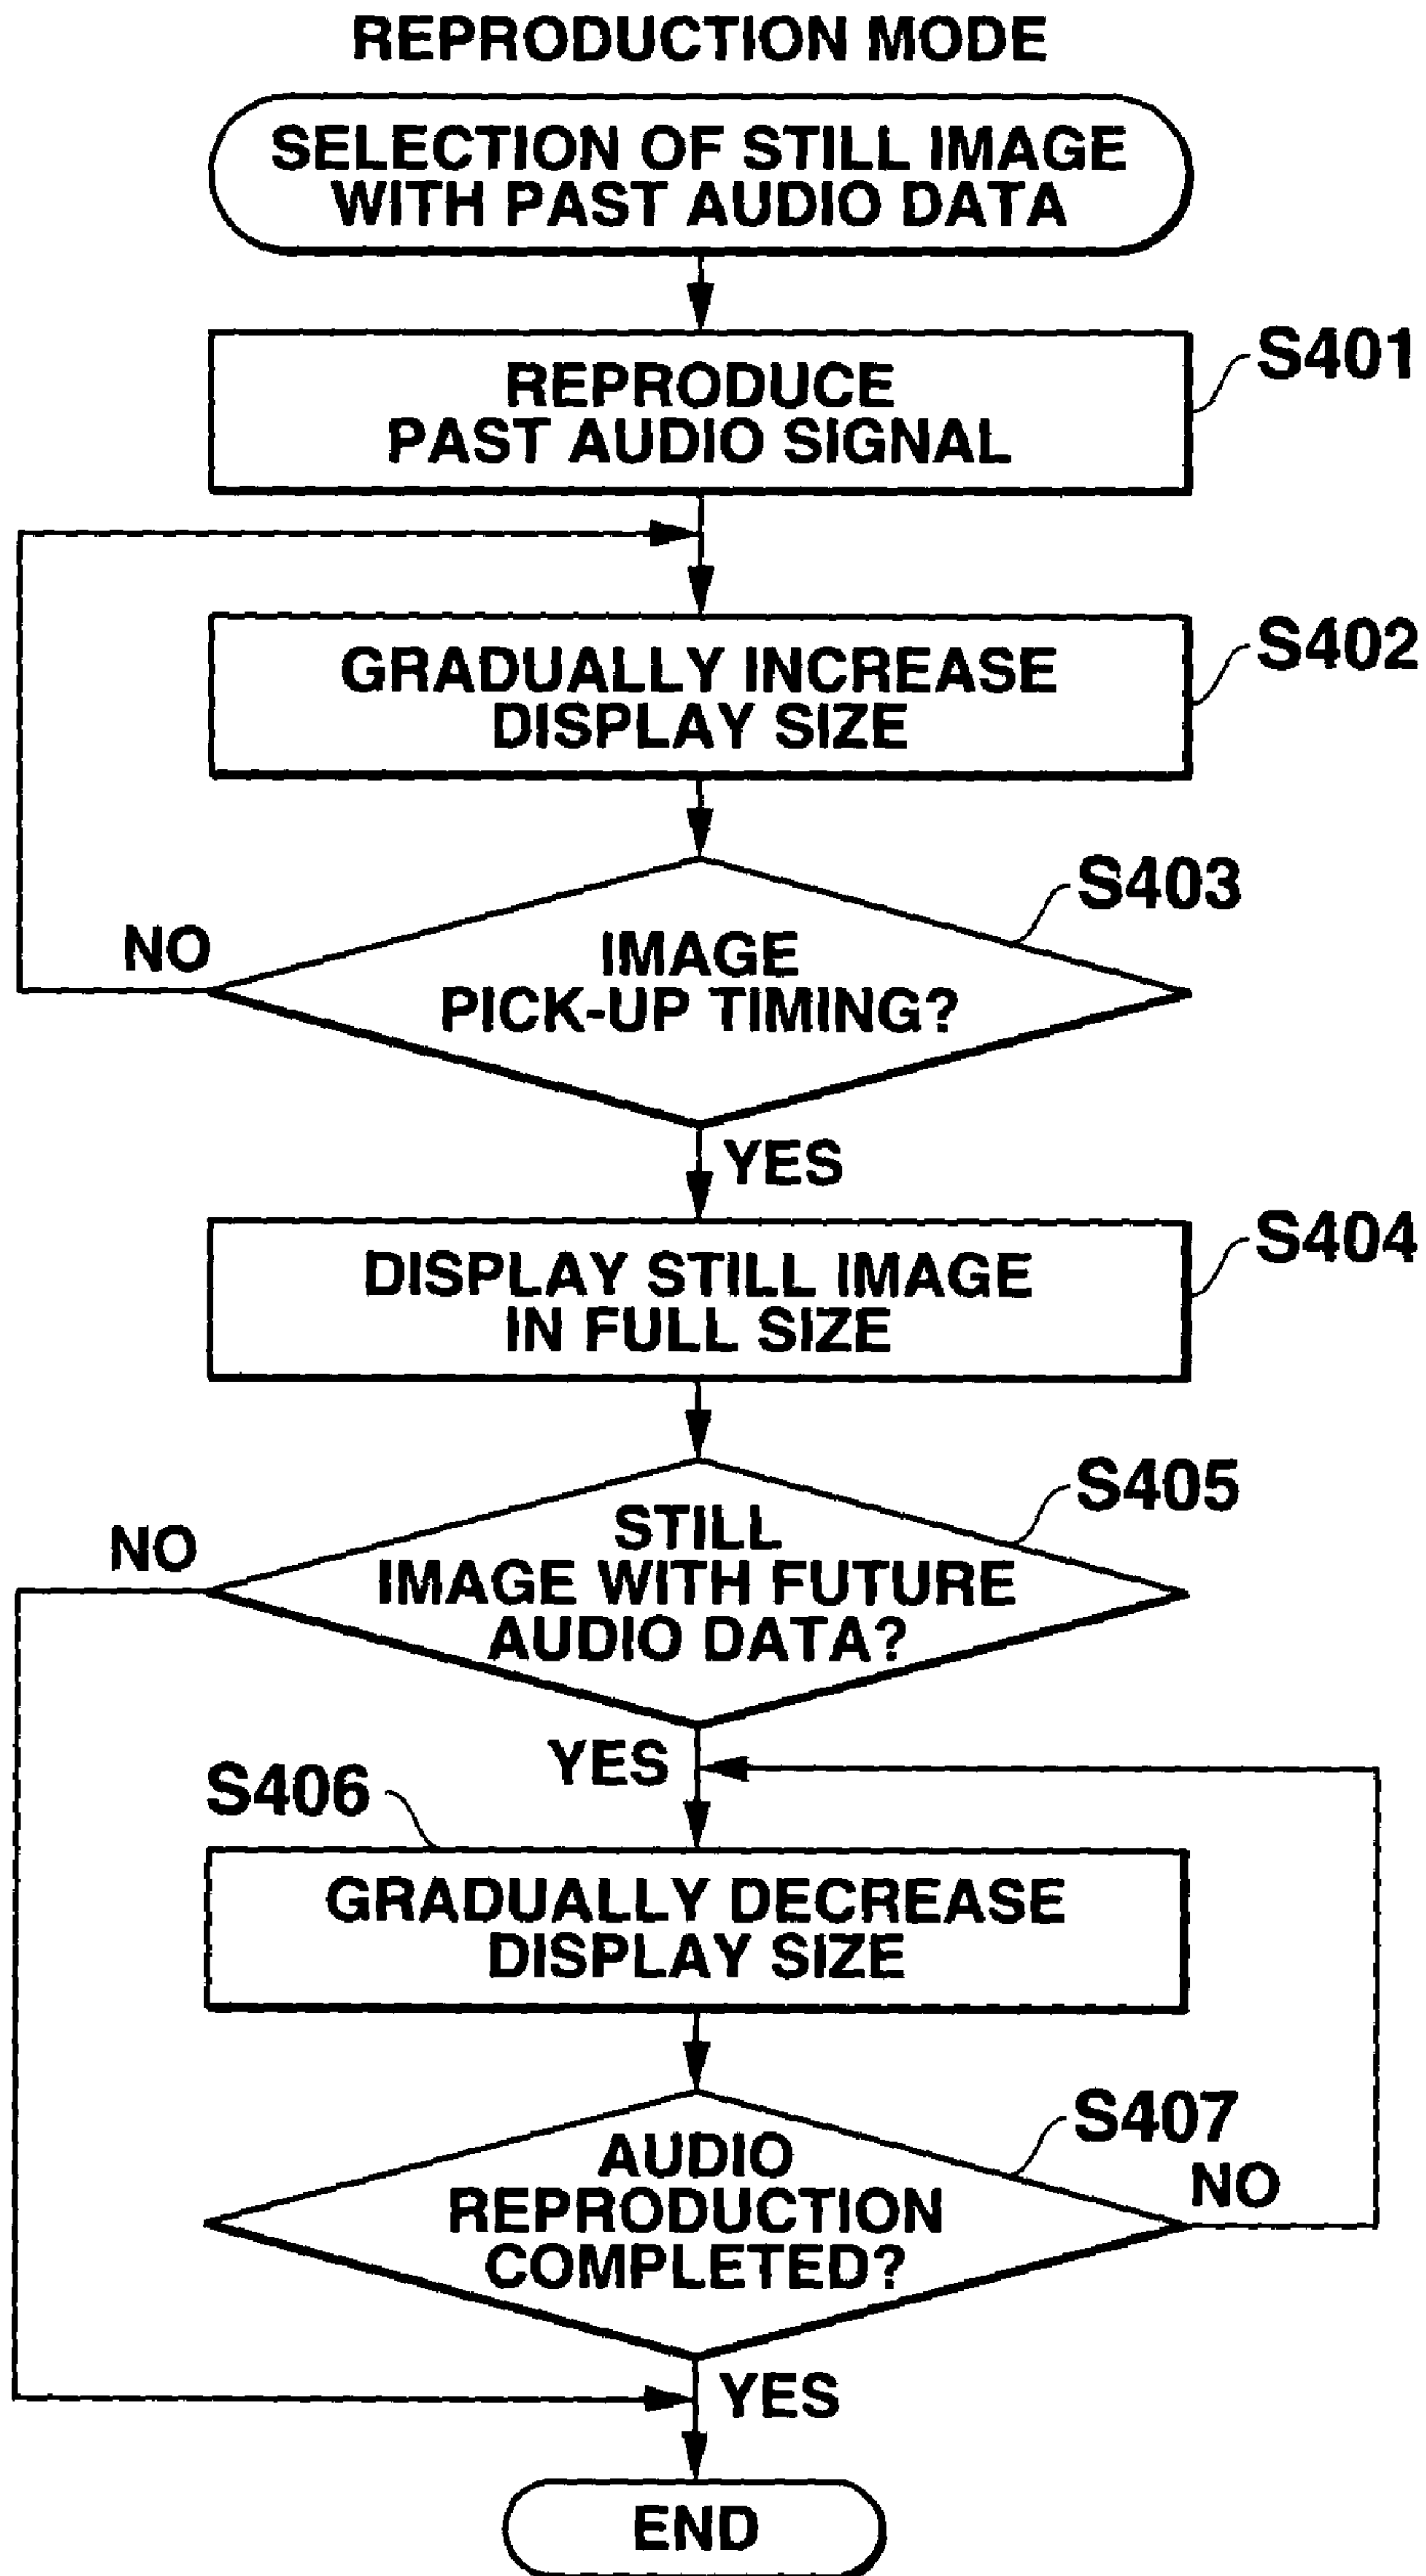 REPRODUCTION MODE
SELECTION OF STILL IMAGE
WITH PAST AUDIO DATA
REPRODUCE
PAST AUDIO SIGNAL
S401
GRADUALLY INCREASE
DISPLAY SIZE
S402
S403
NO
IMAGE
PICK-UP TIMING?
YES
DISPLAY STILL IMAGE
IN FULL SIZE
S404
S405
NO
STILL
IMAGE WITH FUTURE
AUDIO DATA?
YES
S406
GRADUALLY DECREASE
DISPLAY SIZE
S407
AUDIO
REPRODUCTION
COMPLETED?
NO
YES
END